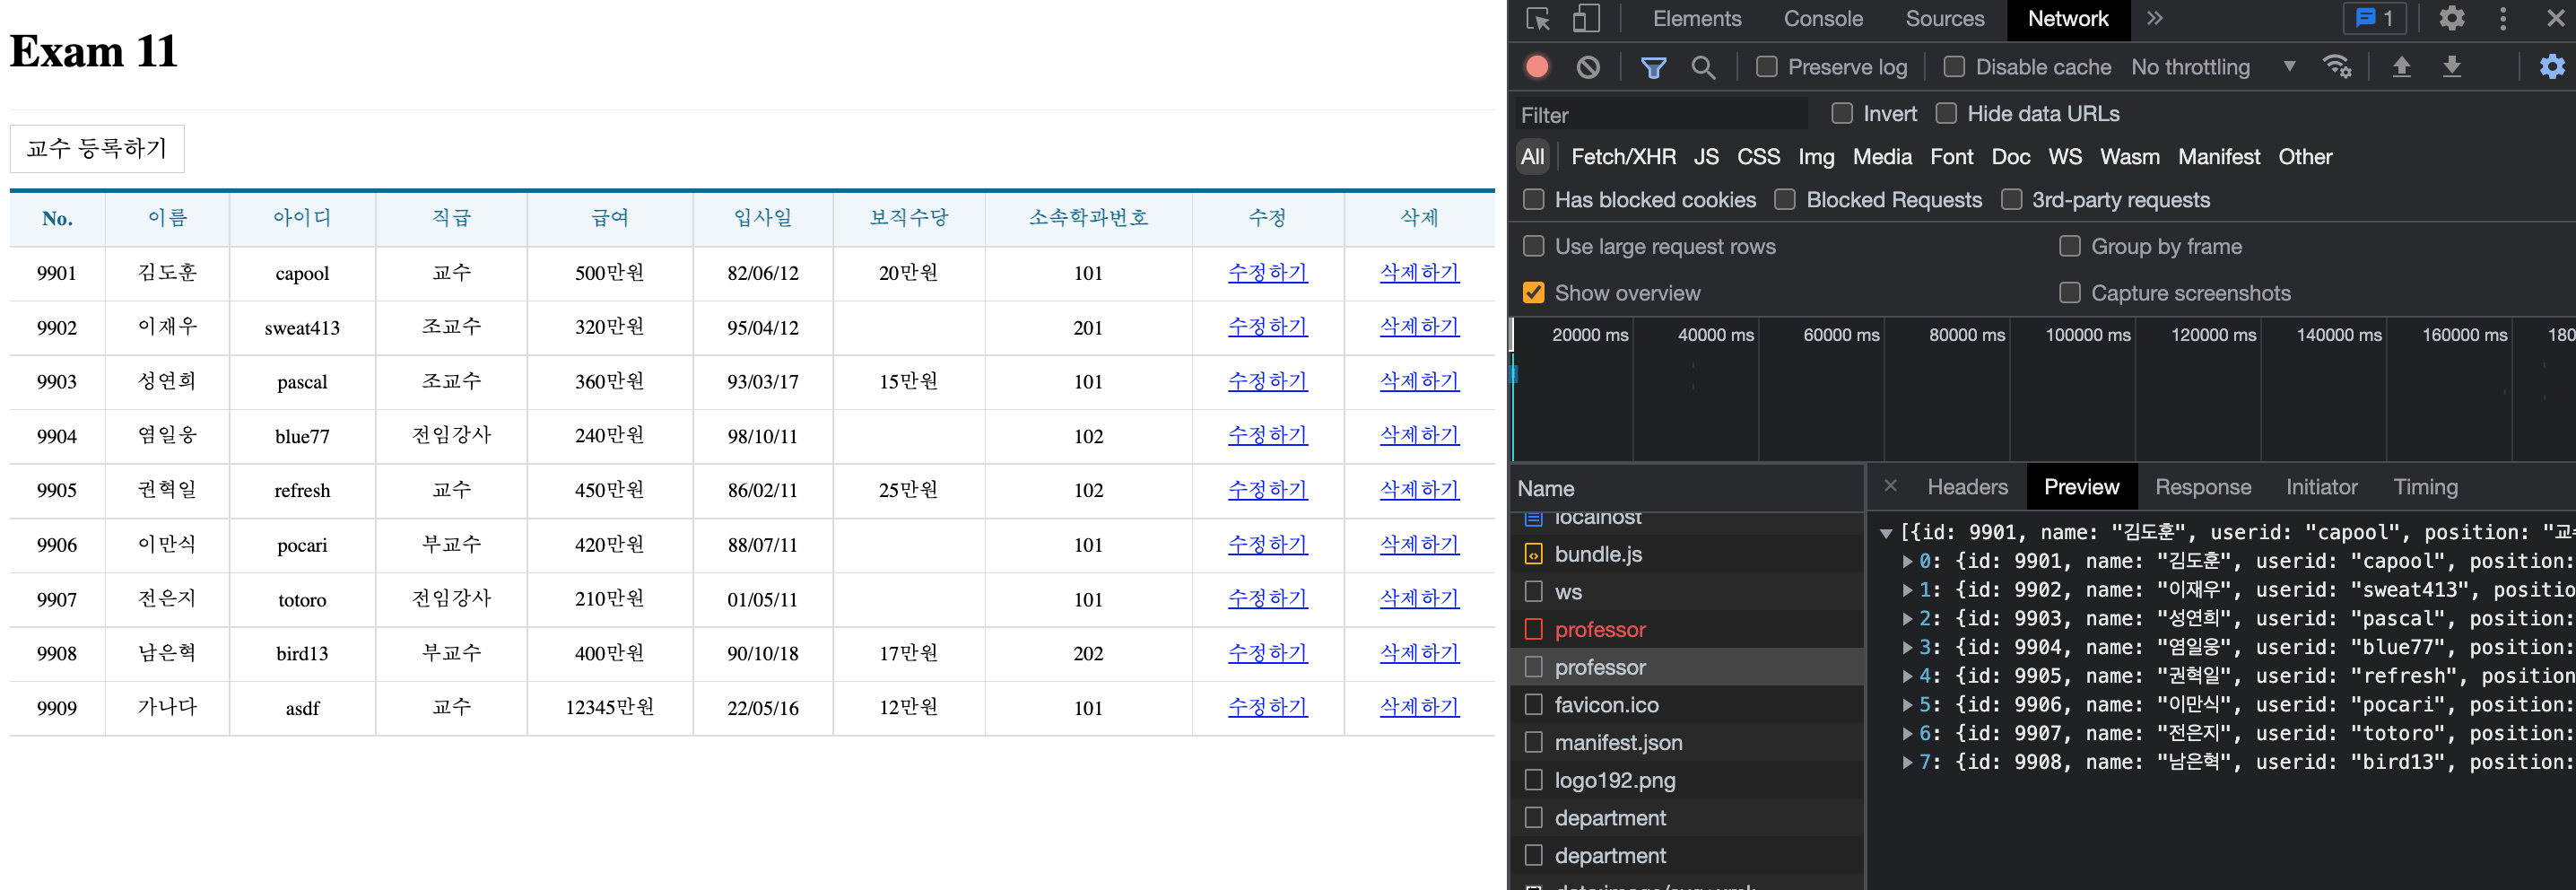 Exam 11
교수 등록하기
No. 이름 아이디 직급 급여 입사일 보직수당 소속학과번호 수정 삭제
9901 김도훈 capool 교수 500만원 82/06/12 20만원 101 수정하기 삭제하기
9902 이재우 sweat413 조교수 320만원 95/04/12 201 수정하기 삭제하기
9903 성연희 pascal 조교수 360만원 93/03/17 15만원 101 수정하기 삭제하기
9904 염일웅 blue77 전임강사 240만원 98/10/11 102 수정하기 삭제하기
9905 권혁일 refresh 교수 450만원 86/02/11 25만원 102 수정하기 삭제하기
9906 이만식 pocari 부교수 420만원 88/07/11 101 수정하기 삭제하기
9907 전은지 totoro 전임강사 210만원 01/05/11 101 수정하기 삭제하기
9908 남은혁 bird13 부교수 400만원 90/10/18 17만원 202 수정하기 삭제하기
9909 가나다 asdf 교수 12345만원 22/05/16 12만원 101 수정하기 삭제하기
Elements Console Sources Network » 1
Preserve log Disable cache No throttling
Filter Invert Hide data URLs
All Fetch/XHR JS CSS Img Media Font Doc WS Wasm Manifest Other
Has blocked cookies Blocked Requests 3rd-party requests
Use large request rows Group by frame
Show overview Capture screenshots
20000 ms 40000 ms 60000 ms 80000 ms 100000 ms 120000 ms 140000 ms 160000 ms 180
Name
localhost
bundle.js
ws
professor
professor
favicon.ico
manifest.json
logo192.png
department
department
Headers Preview Response Initiator Timing
[{id: 9901, name: "김도훈", userid: "capool", position: "교수
0: {id: 9901, name: "김도훈", userid: "capool", position:
1: {id: 9902, name: "이재우", userid: "sweat413", positio
2: {id: 9903, name: "성연희", userid: "pascal", position:
3: {id: 9904, name: "염일웅", userid: "blue77", position:
4: {id: 9905, name: "권혁일", userid: "refresh", position
5: {id: 9906, name: "이만식", userid: "pocari", position:
6: {id: 9907, name: "전은지", userid: "totoro", position:
7: {id: 9908, name: "남은혁", userid: "bird13", position: